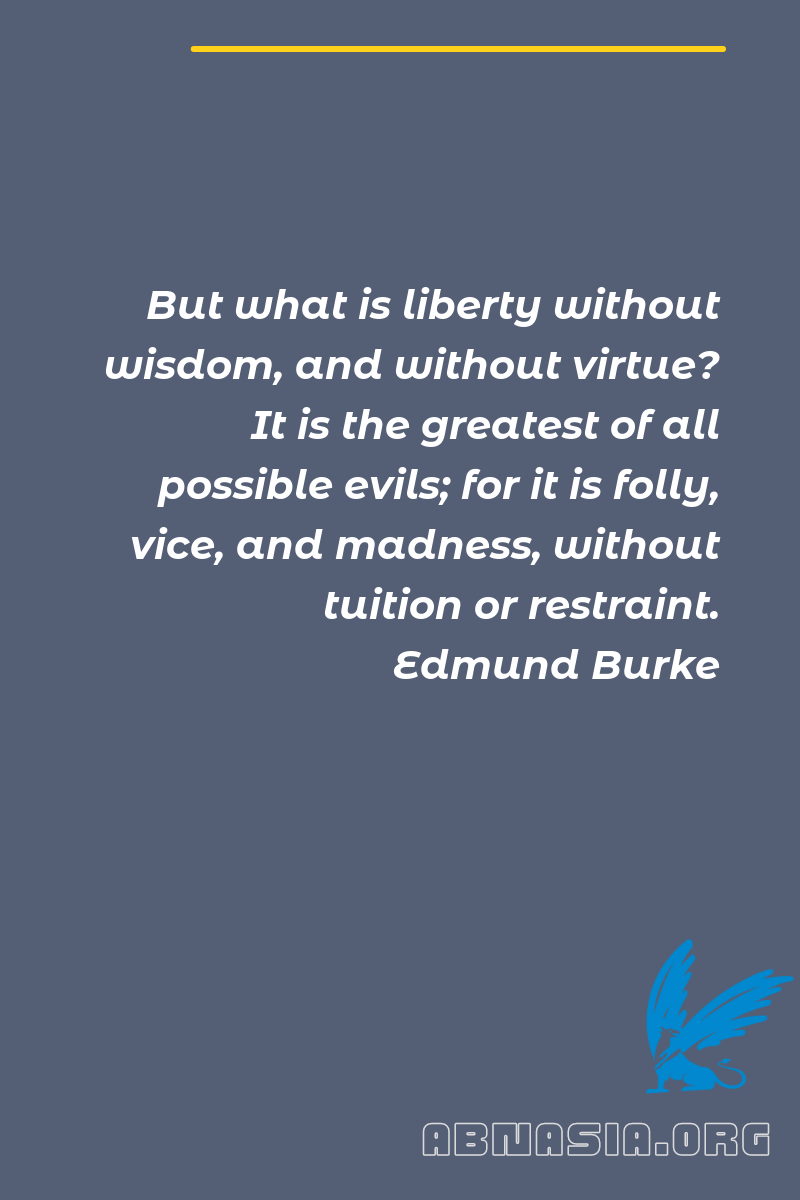 But what is liberty without
wisdom, and without virtue?
It is the greatest of all
possible evils; for it is folly,
vice, and madness, without
tuition or restraint.
Edmund Burke
ABNASIA.ORG